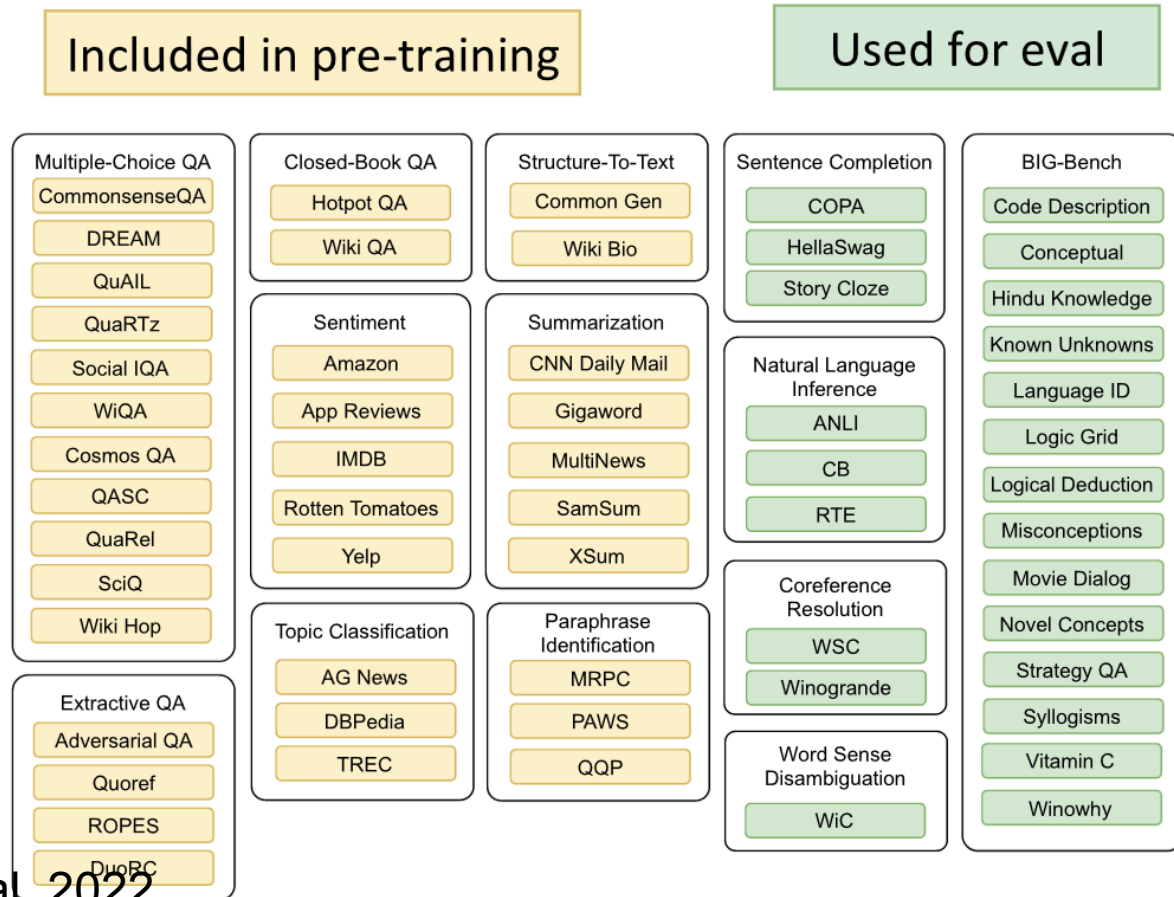 Included in pre-training
Used for eval
Multiple-Choice QA
CommonsenseQA
DREAM
QuAIL
QuaRTz
Social IQA
WiQA
Cosmos QA
QASC
QuaRel
SciQ
Wiki Hop
Extractive QA
Adversarial QA
Quoref
ROPES
DuoRC
Closed-Book QA
Hotpot QA
Wiki QA
Sentiment
Amazon
App Reviews
IMDB
Rotten Tomatoes
Yelp
Topic Classification
AG News
DBPedia
TREC
Structure-To-Text
Common Gen
Wiki Bio
Summarization
CNN Daily Mail
Gigaword
MultiNews
SamSum
XSum
Paraphrase
Identification
MRPC
PAWS
QQP
Sentence Completion
COPA
HellaSwag
Story Cloze
Natural Language
Inference
ANLI
CB
RTE
Coreference
Resolution
WSC
Winogrande
Word Sense
Disambiguation
WiC
BIG-Bench
Code Description
Conceptual
Hindu Knowledge
Known Unknowns
Language ID
Logic Grid
Logical Deduction
Misconceptions
Movie Dialog
Novel Concepts
Strategy QA
Syllogisms
Vitamin C
Winowhy
2022